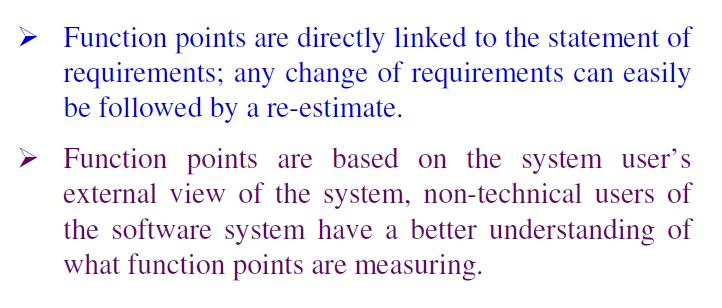 ➢ Function points are directly linked to the statement of
requirements; any change of requirements can easily
be followed by a re-estimate.
➢ Function points are based on the system user’s
external view of the system, non-technical users of
the software system have a better understanding of
what function points are measuring.